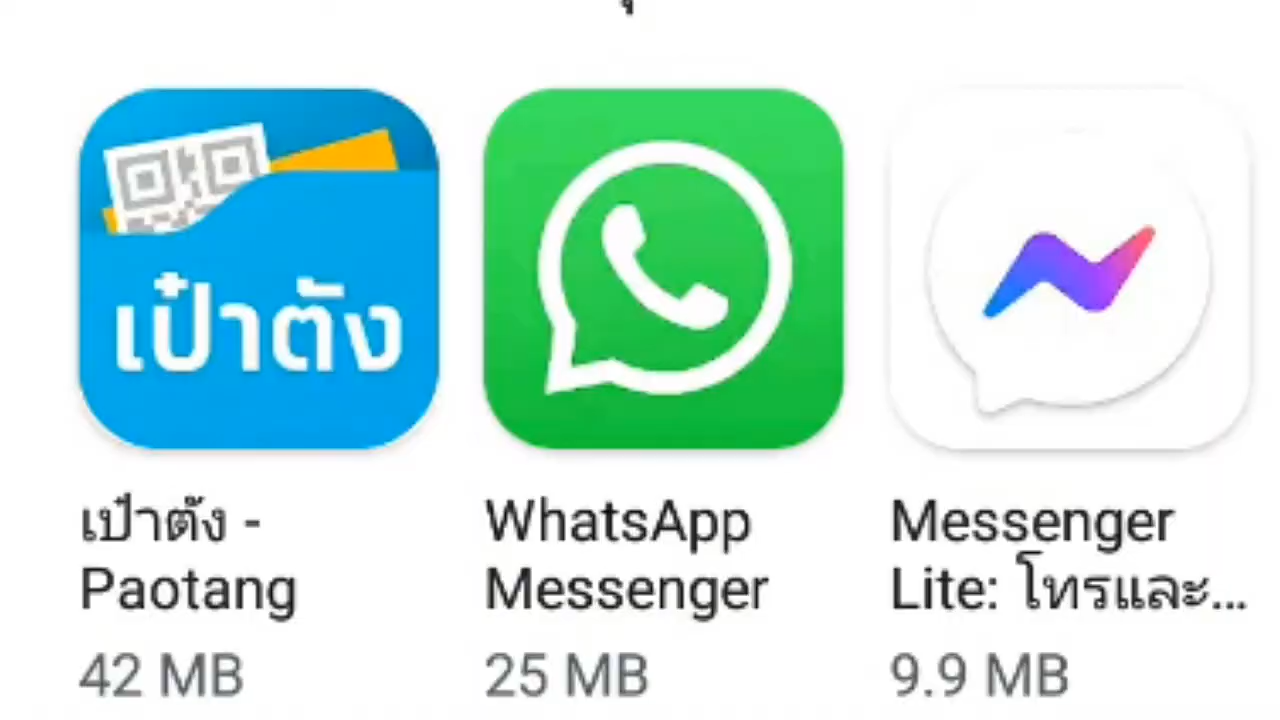 เป๋าตัง
เป๋าตัง -
Paotang
42 MB
WhatsApp
Messenger
25 MB
Messenger
Lite: โทรและ...
9.9 MB